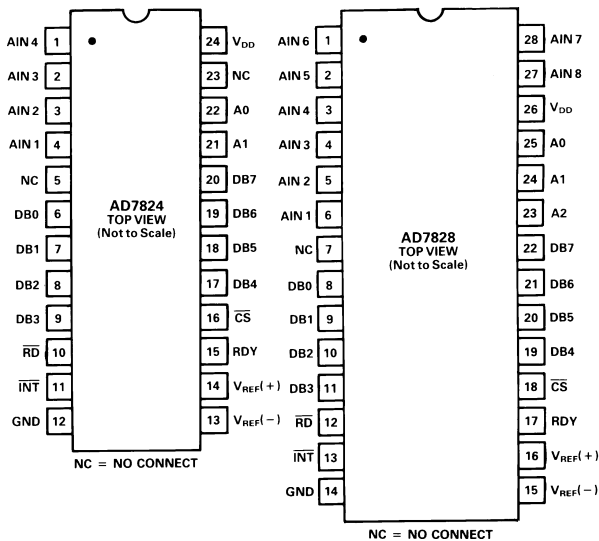 AIN 4 1 24 VDD
AIN 3 2 23 NC
AIN 2 3 22 A0
AIN 1 4 21 A1
NC 5 20 DB7
DB0 6 19 DB6
DB1 7 18 DB5
DB2 8 17 DB4
DB3 9 16 C̅S̅
R̅D̅ 10 15 RDY
I̅N̅T̅ 11 14 VREF(+)
GND 12 13 VREF(−)
AD7824
TOP VIEW
(Not to Scale)
NC = NO CONNECT
AIN 6 1 28 AIN 7
AIN 5 2 27 AIN 8
AIN 4 3 26 VDD
AIN 3 4 25 A0
AIN 2 5 24 A1
AIN 1 6 23 A2
NC 7 22 DB7
DB0 8 21 DB6
DB1 9 20 DB5
DB2 10 19 DB4
DB3 11 18 C̅S̅
R̅D̅ 12 17 RDY
I̅N̅T̅ 13 16 VREF(+)
GND 14 15 VREF(−)
AD7828
TOP VIEW
(Not to Scale)
NC = NO CONNECT